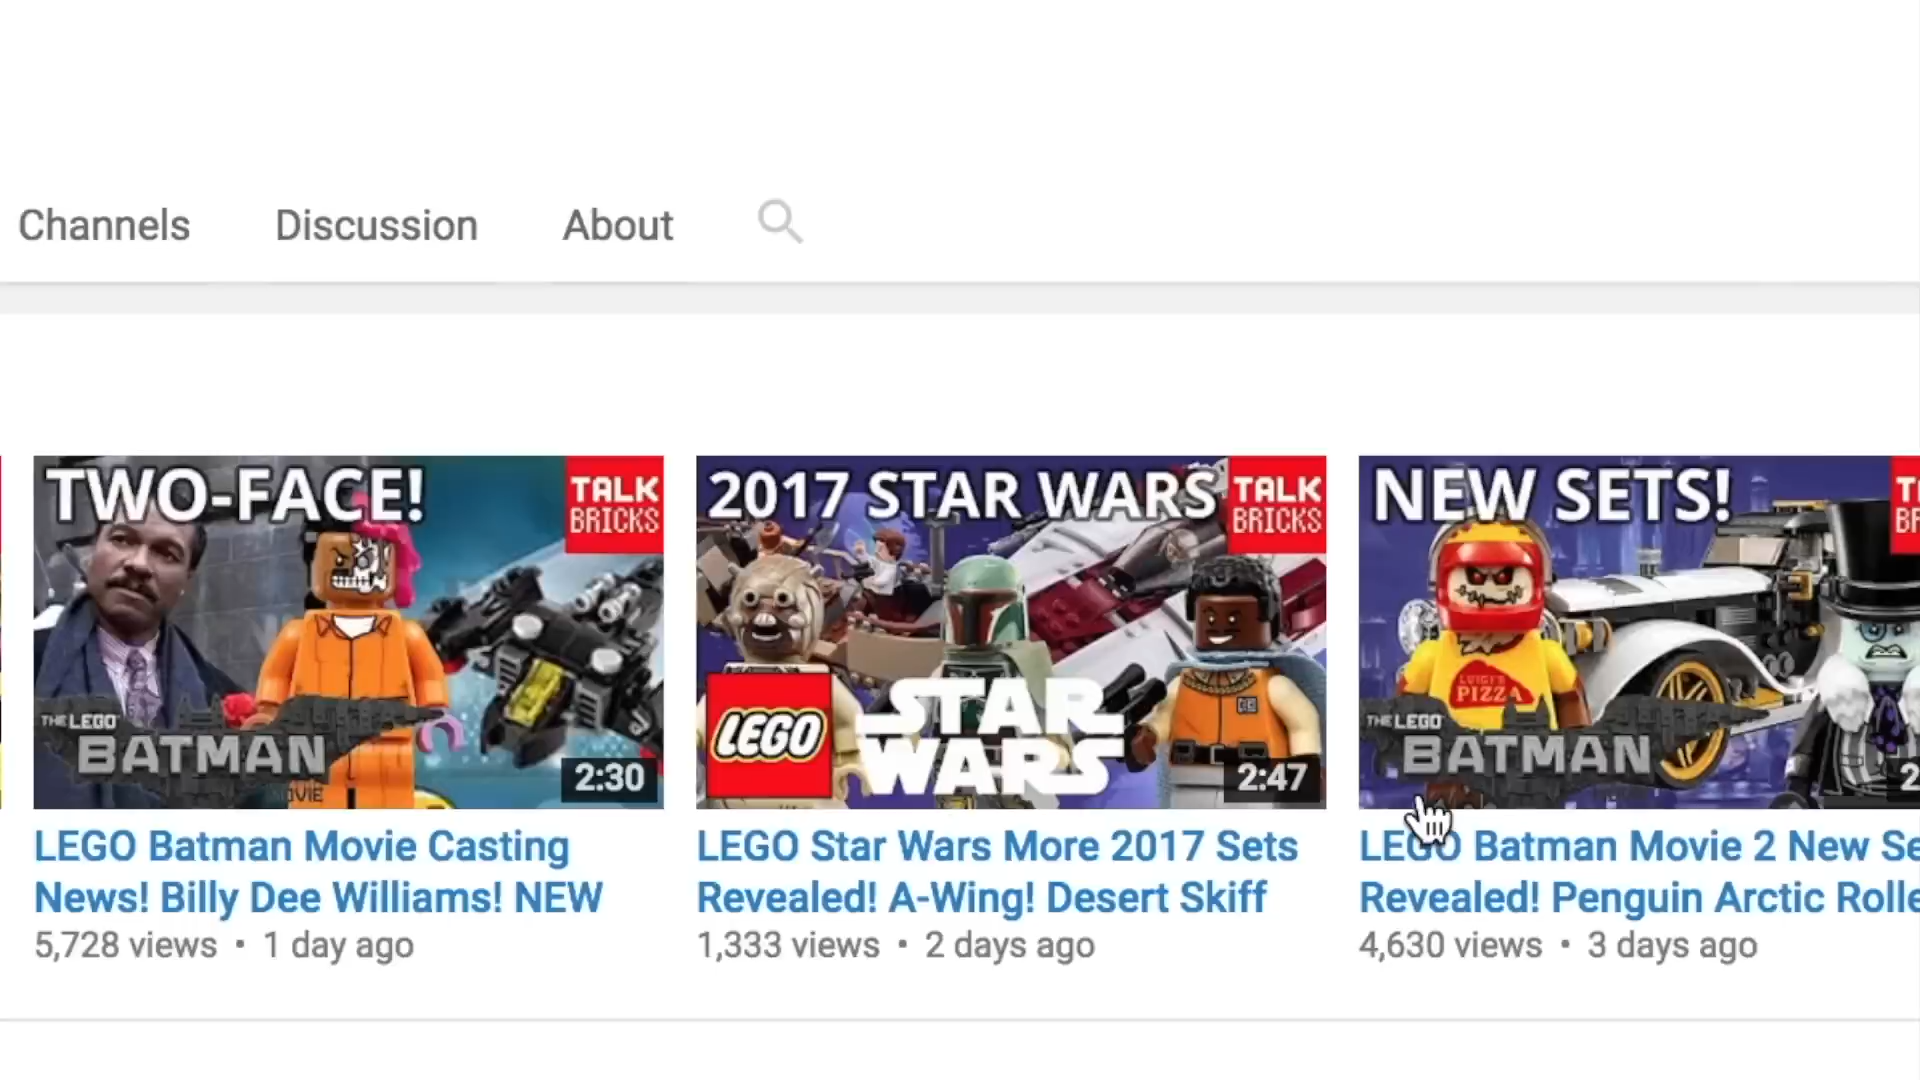 Channels Discussion About
TWO-FACE!
TALK
BRICKS
THE LEGO
BATMAN
MOVIE
2:30
2017 STAR WARS
TALK
BRICKS
LEGO
STAR
WARS
2:47
NEW SETS!
LUIGI'S
PIZZA
THE LEGO
BATMAN
LEGO Batman Movie Casting
News! Billy Dee Williams! NEW
5,728 views • 1 day ago
LEGO Star Wars More 2017 Sets
Revealed! A-Wing! Desert Skiff
1,333 views • 2 days ago
LEGO Batman Movie 2 New
Revealed! Penguin Arctic
4,630 views • 3 days ago